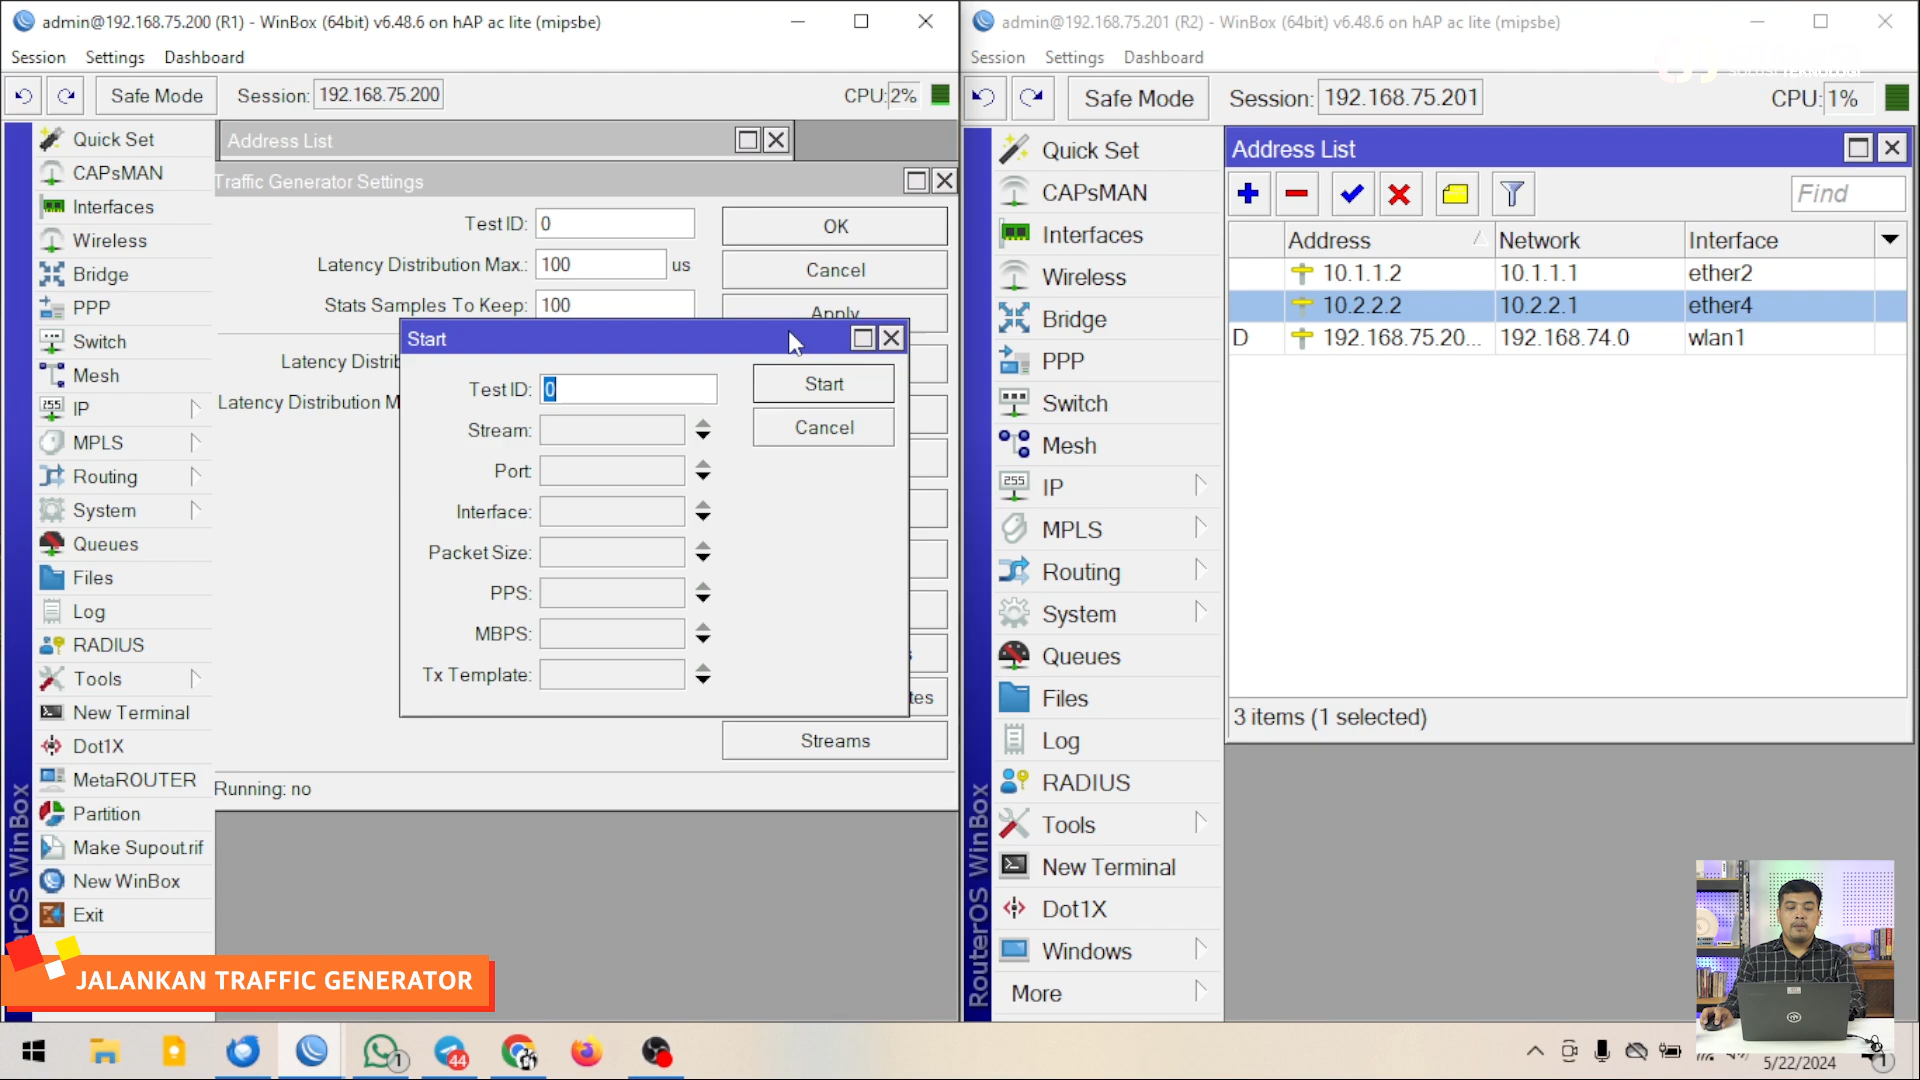 admin@192.168.75.200 (R1) - WinBox (64bit) v6.48.6 on hAP ac lite (mipsbe)
Session Settings Dashboard
Safe Mode Session: 192.168.75.200 CPU: 2%
Quick Set
CAPsMAN
Interfaces
Wireless
Bridge
PPP
Switch
Mesh
IP
MPLS
Routing
System
Queues
Files
Log
RADIUS
Tools
New Terminal
Dot1X
MetaROUTER
Partition
Make Supout.rif
New WinBox
Exit
Address List
Traffic Generator Settings
Test ID: 0
Latency Distribution Max.: 100 us
Stats Samples To Keep: 100
Latency Distrib
Latency Distribution M
OK
Cancel
Apply
tes
Streams
Running: no
Start
Test ID: 0
Stream:
Port:
Interface:
Packet Size:
PPS:
MBPS:
Tx Template:
Start
Cancel
JALANKAN TRAFFIC GENERATOR
admin@192.168.75.201 (R2) - WinBox (64bit) v6.48.6 on hAP ac lite (mipsbe)
Session Settings Dashboard
Safe Mode Session: 192.168.75.201 CPU: 1%
RouterOS WinBox
Quick Set
CAPsMAN
Interfaces
Wireless
Bridge
PPP
Switch
Mesh
IP
MPLS
Routing
System
Queues
Files
Log
RADIUS
Tools
New Terminal
Dot1X
Windows
More
Address List
Find
Address Network Interface
10.1.1.2 10.1.1.1 ether2
10.2.2.2 10.2.2.1 ether4
D 192.168.75.20... 192.168.74.0 wlan1
3 items (1 selected)
1
44
5/22/2024
1